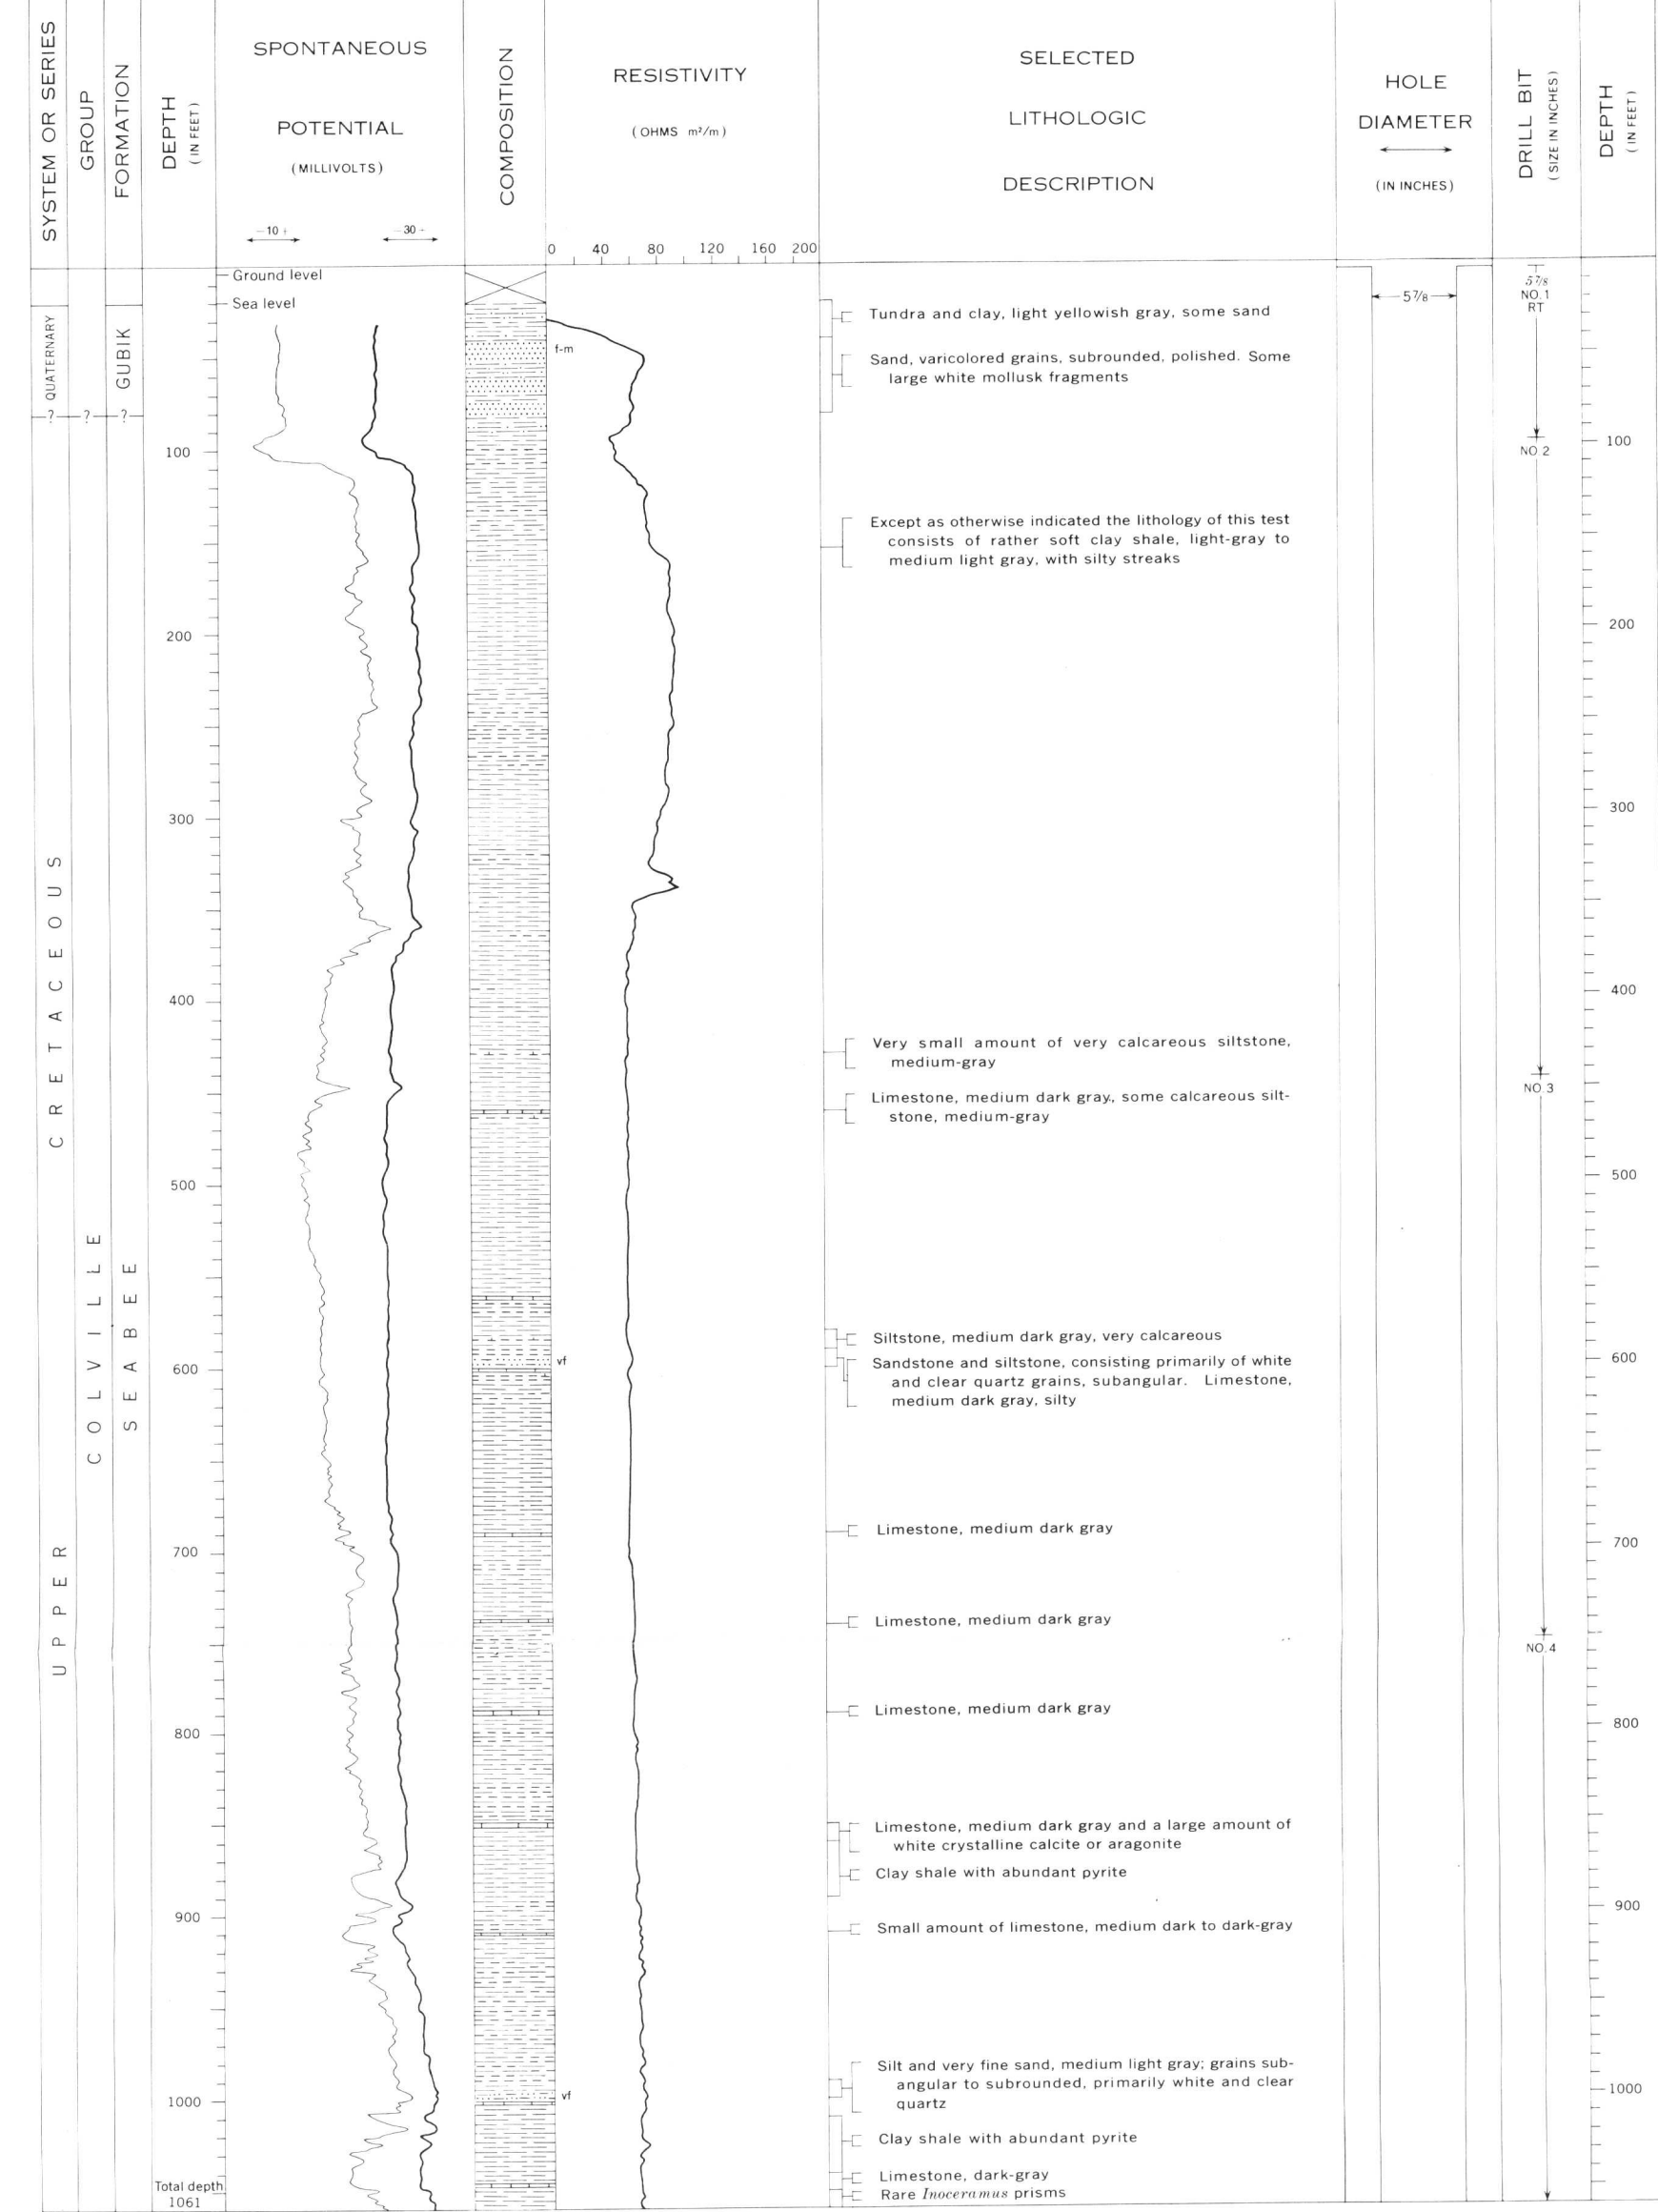 SYSTEM OR SERIES
GROUP
FORMATION
DEPTH
(IN FEET)
SPONTANEOUS
POTENTIAL
(MILLIVOLTS)
- 10 +
- 30 +
COMPOSITION
RESISTIVITY
(OHMS m²/m)
0 40 80 120 160 200
SELECTED
LITHOLOGIC
DESCRIPTION
HOLE
DIAMETER
(IN INCHES)
DRILL BIT
(SIZE IN INCHES)
DEPTH
(IN FEET)
QUATERNARY
GUBIK
-?-
-?-
-?-
UPPER CRETACEOUS
COLVILLE
SEABEE
Ground level
Sea level
100
200
300
400
500
600
700
800
900
1000
Total depth
1061
f-m
vf
vf
Tundra and clay, light yellowish gray, some sand
Sand, varicolored grains, subrounded, polished. Some
large white mollusk fragments
Except as otherwise indicated the lithology of this test
consists of rather soft clay shale, light-gray to
medium light gray, with silty streaks
Very small amount of very calcareous siltstone,
medium-gray
Limestone, medium dark gray, some calcareous silt-
stone, medium-gray
Siltstone, medium dark gray, very calcareous
Sandstone and siltstone, consisting primarily of white
and clear quartz grains, subangular. Limestone,
medium dark gray, silty
Limestone, medium dark gray
Limestone, medium dark gray
Limestone, medium dark gray
Limestone, medium dark gray and a large amount of
white crystalline calcite or aragonite
Clay shale with abundant pyrite
Small amount of limestone, medium dark to dark-gray
Silt and very fine sand, medium light gray; grains sub-
angular to subrounded, primarily white and clear
quartz
Clay shale with abundant pyrite
Limestone, dark-gray
Rare Inoceramus prisms
5 7/8
5 7/8
NO.1
RT
NO.2
NO.3
NO.4
100
200
300
400
500
600
700
800
900
1000